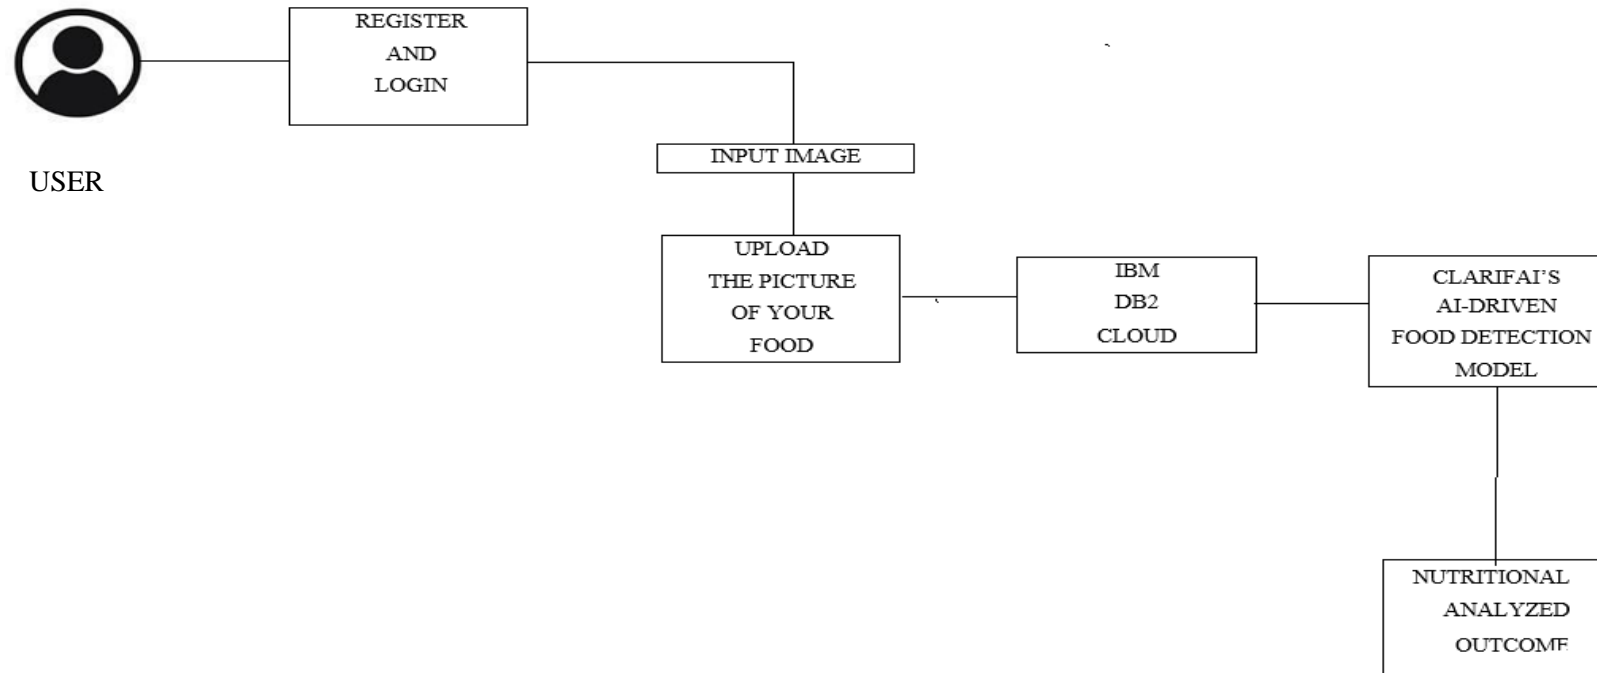 REGISTER
AND
LOGIN
USER
INPUT IMAGE
UPLOAD
THE PICTURE
OF YOUR
FOOD
IBM
DB2
CLOUD
CLARIFAI'S
AI-DRIVEN
FOOD DETECTION
MODEL
NUTRITIONAL
ANALYZED
OUTCOME